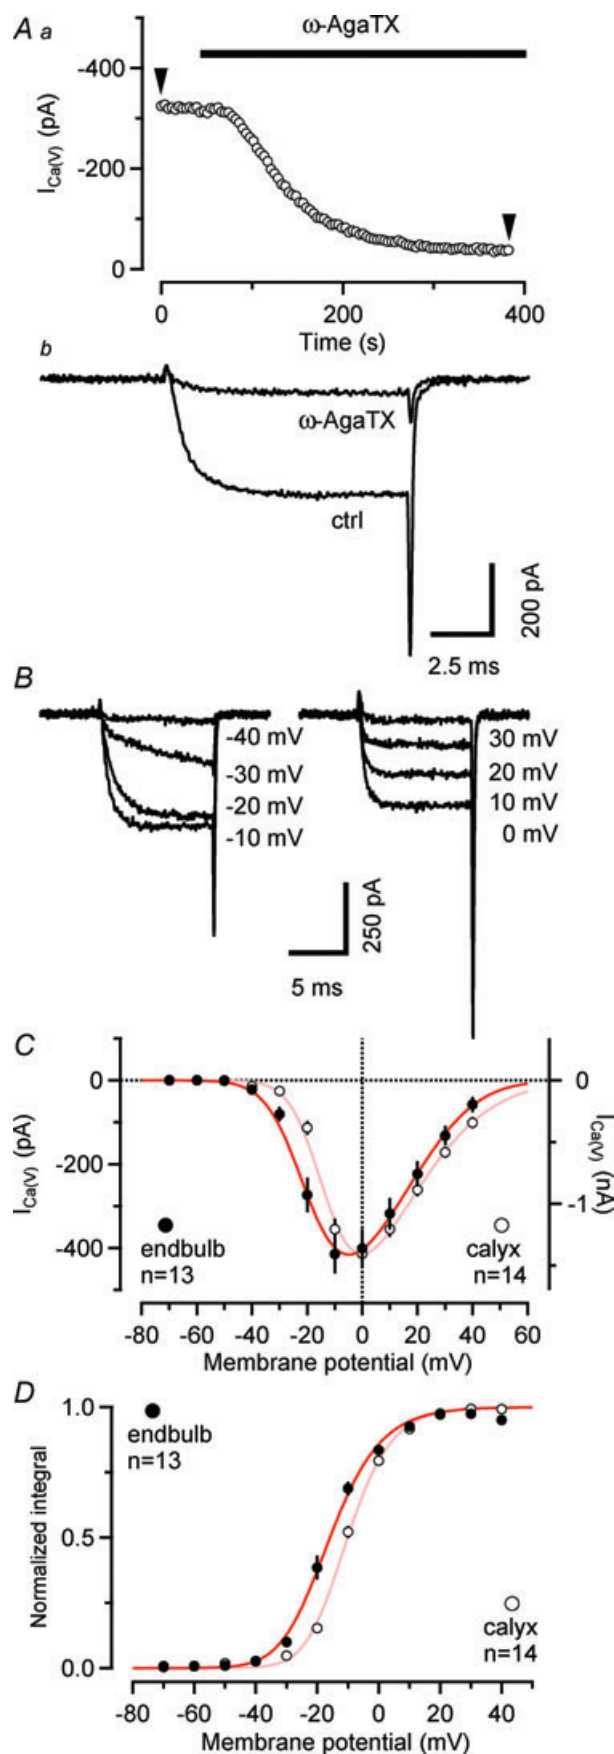 A a
ω-AgaTX
-400
-200
0
I Ca(V) (pA)
0 200 400
Time (s)
b
ω-AgaTX
ctrl
200 pA
2.5 ms
B
-40 mV
-30 mV
-20 mV
-10 mV
30 mV
20 mV
10 mV
0 mV
250 pA
5 ms
C
0
-200
-400
I Ca(V) (pA)
0
-1
I Ca(V) (nA)
endbulb
n=13
calyx
n=14
-80 -60 -40 -20 0 20 40 60
Membrane potential (mV)
D
1.0
0.5
0.0
Normalized integral
endbulb
n=13
calyx
n=14
-80 -60 -40 -20 0 20 40
Membrane potential (mV)